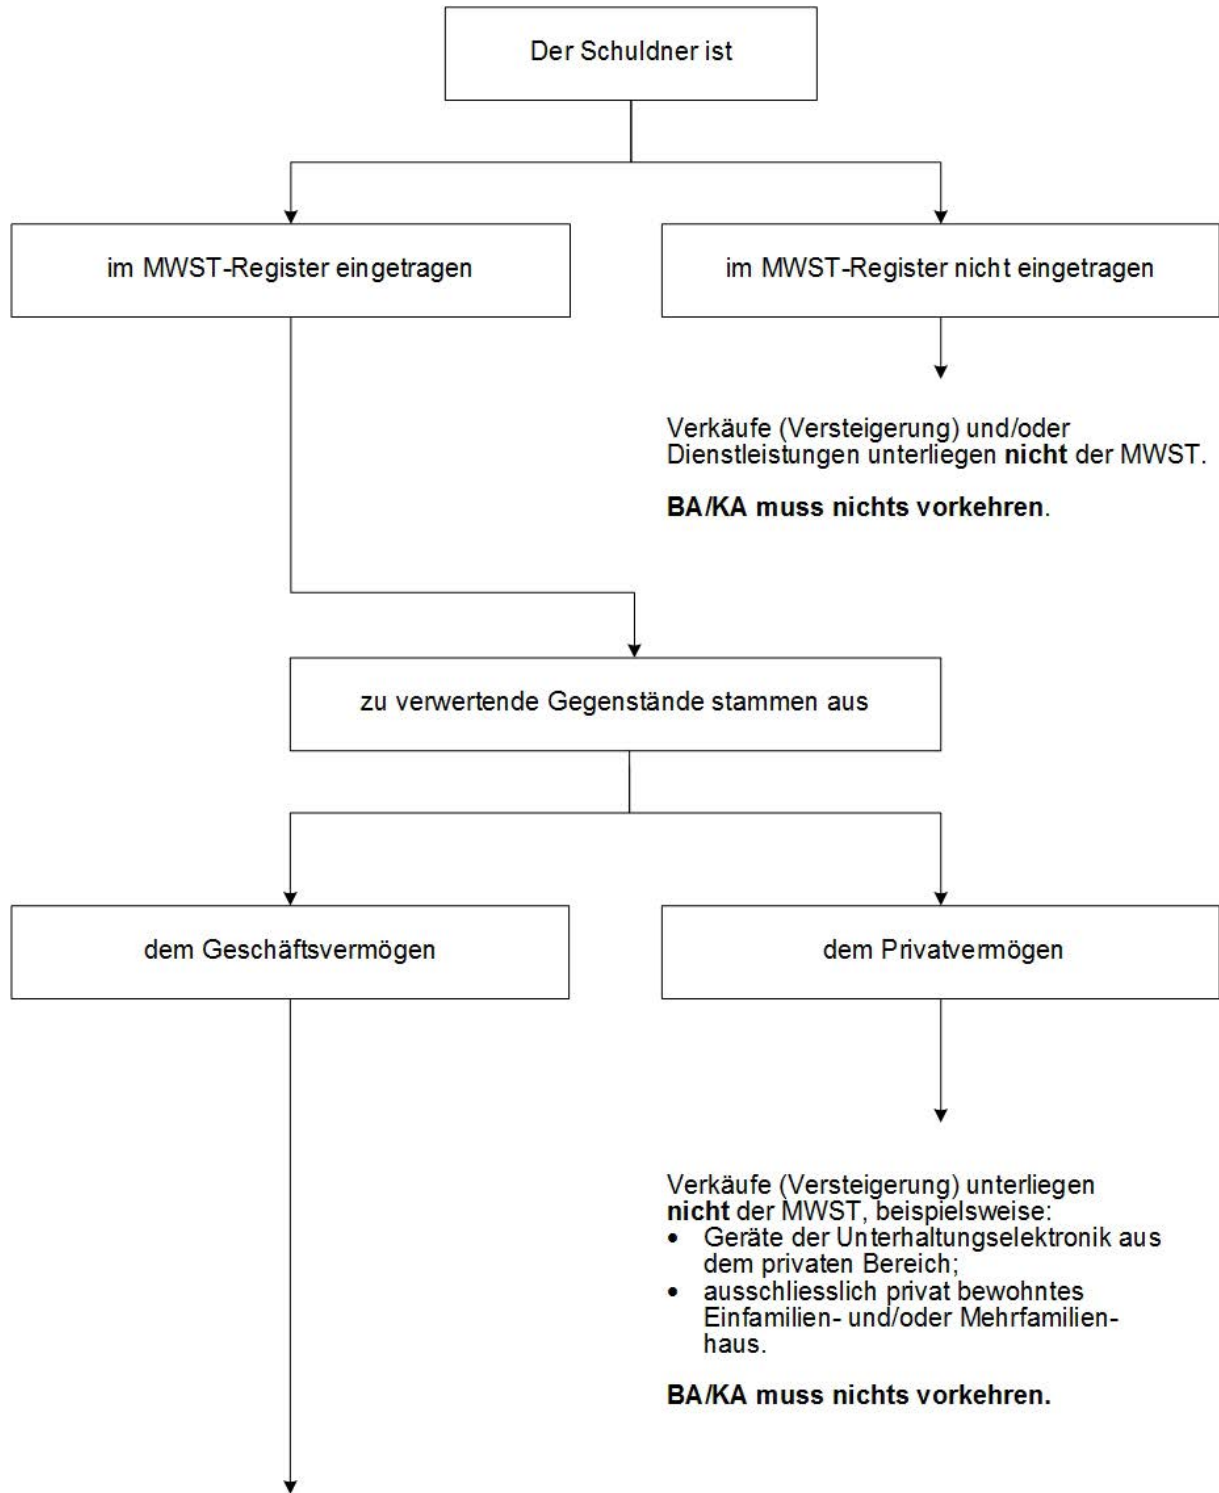 Der Schuldner ist
im MWST-Register eingetragen
im MWST-Register nicht eingetragen
Verkäufe (Versteigerung) und/oder
Dienstleistungen unterliegen nicht der MWST.
BA/KA muss nichts vorkehren.
zu verwertende Gegenstände stammen aus
dem Geschäftsvermögen
dem Privatvermögen
Verkäufe (Versteigerung) unterliegen
nicht der MWST, beispielsweise:
• Geräte der Unterhaltungselektronik aus
dem privaten Bereich;
• ausschliesslich privat bewohntes
Einfamilien- und/oder Mehrfamilien-
haus.
BA/KA muss nichts vorkehren.